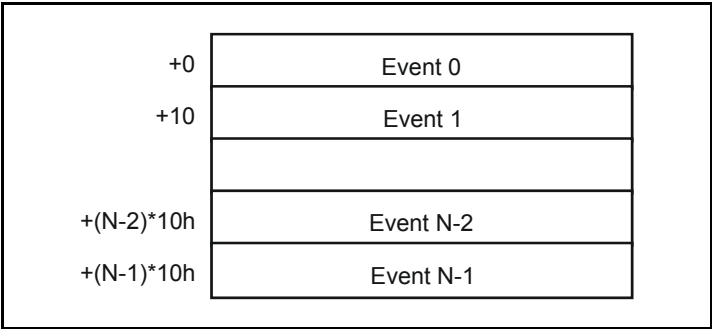 +0 Event 0
+10 Event 1
+(N-2)*10h Event N-2
+(N-1)*10h Event N-1